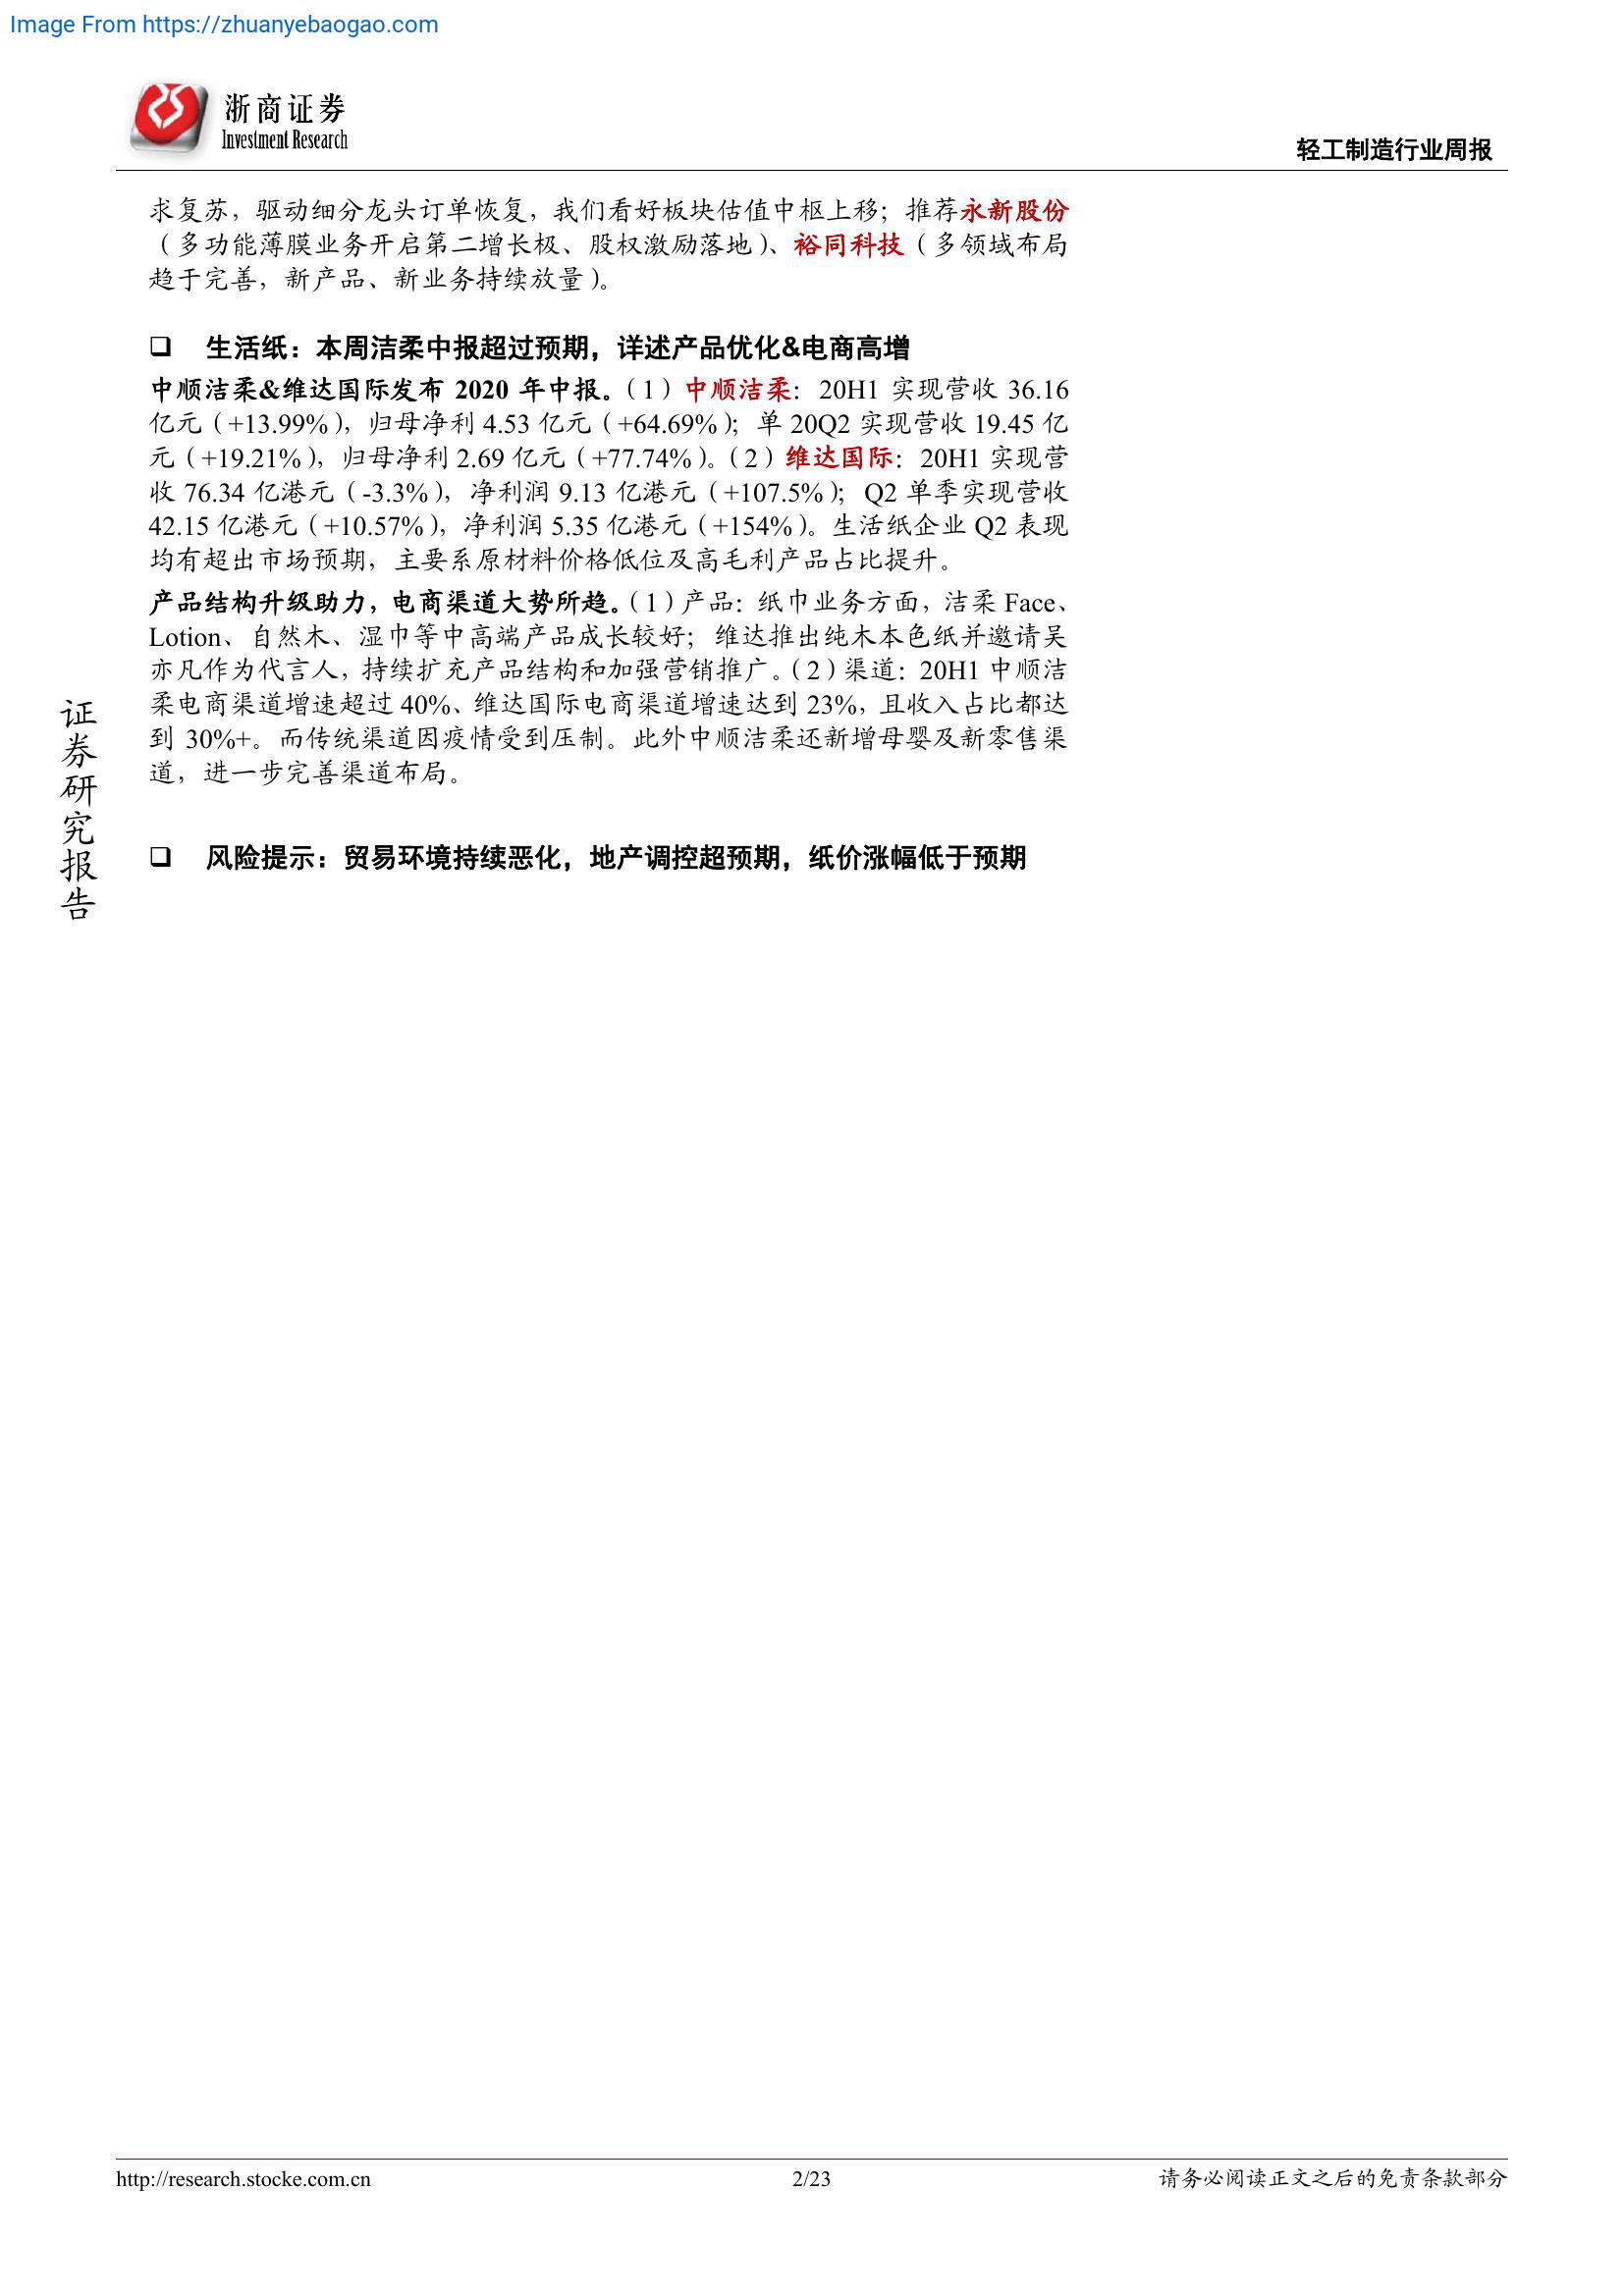 Image From https://zhuanyebaogao.com
浙商证券
Investment Research
轻工制造行业周报
求复苏，驱动细分龙头订单恢复，我们看好板块估值中枢上移；推荐永新股份
（多功能薄膜业务开启第二增长极、股权激励落地）、裕同科技（多领域布局
趋于完善，新产品、新业务持续放量）。
❑ 生活纸：本周洁柔中报超过预期，详述产品优化&电商高增
中顺洁柔&维达国际发布 2020 年中报。（1）中顺洁柔：20H1 实现营收 36.16
亿元（+13.99%），归母净利 4.53 亿元（+64.69%）；单 20Q2 实现营收 19.45 亿
元（+19.21%），归母净利 2.69 亿元（+77.74%）。（2）维达国际：20H1 实现营
收 76.34 亿港元（-3.3%），净利润 9.13 亿港元（+107.5%）；Q2 单季实现营收
42.15 亿港元（+10.57%），净利润 5.35 亿港元（+154%）。生活纸企业 Q2 表现
均有超出市场预期，主要系原材料价格低位及高毛利产品占比提升。
产品结构升级助力，电商渠道大势所趋。（1）产品：纸巾业务方面，洁柔 Face、
Lotion、自然木、湿巾等中高端产品成长较好；维达推出纯木本色纸并邀请吴
亦凡作为代言人，持续扩充产品结构和加强营销推广。（2）渠道：20H1 中顺洁
柔电商渠道增速超过 40%、维达国际电商渠道增速达到 23%，且收入占比都达
到 30%+。而传统渠道因疫情受到压制。此外中顺洁柔还新增母婴及新零售渠
道，进一步完善渠道布局。
❑ 风险提示：贸易环境持续恶化，地产调控超预期，纸价涨幅低于预期
证券研究报告
http://research.stocke.com.cn
2/23
请务必阅读正文之后的免责条款部分